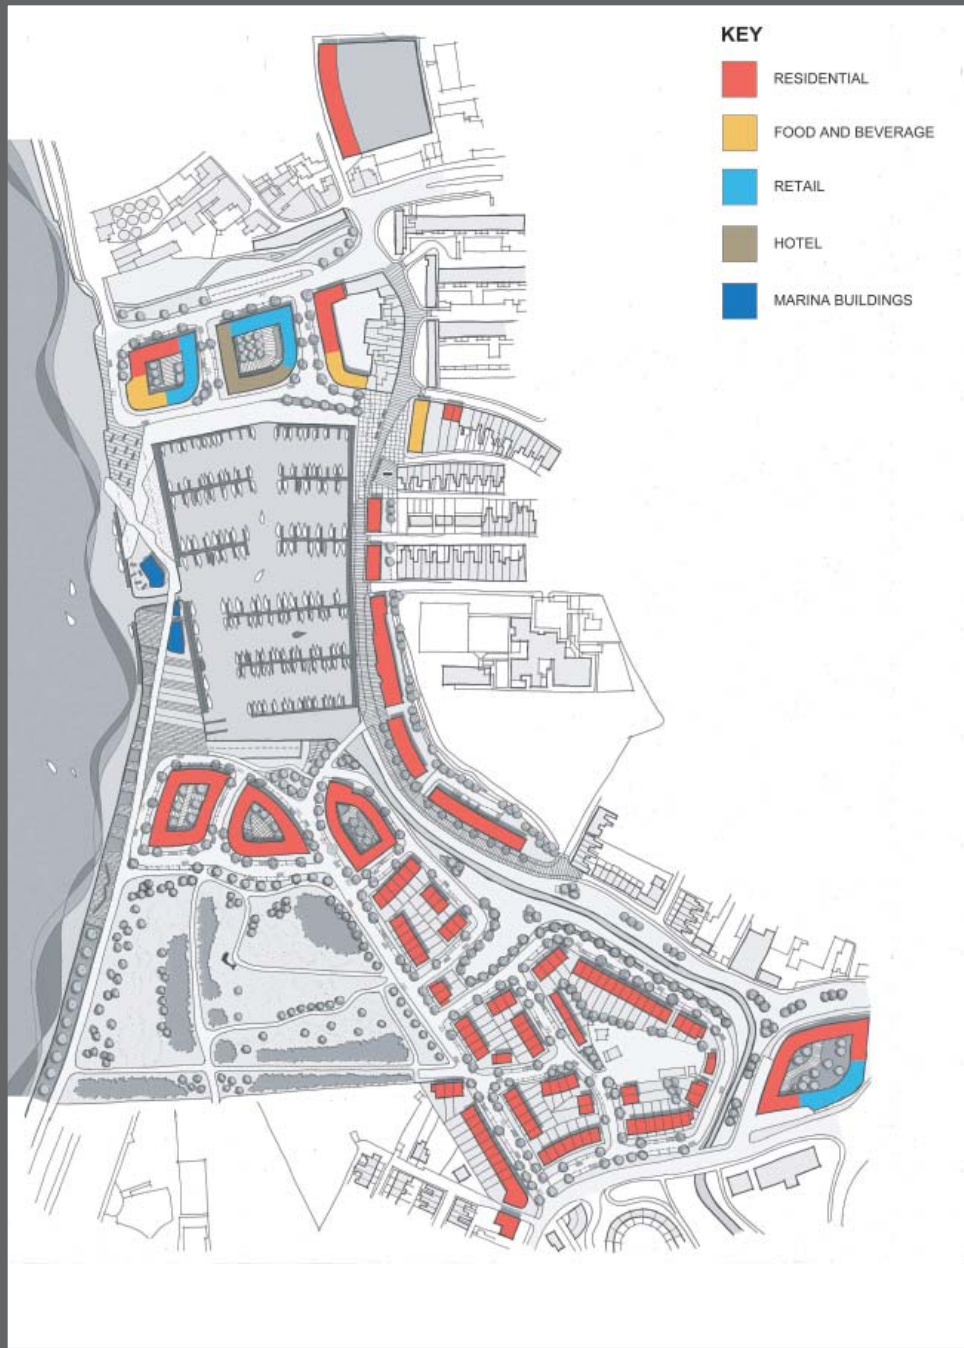 KEY
RESIDENTIAL
FOOD AND BEVERAGE
RETAIL
HOTEL
MARINA BUILDINGS